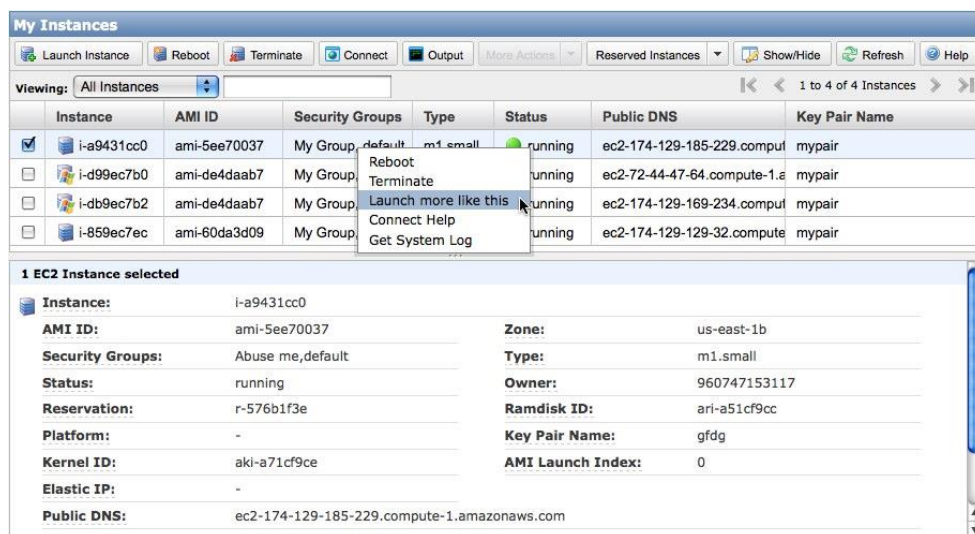 My Instances
Launch Instance Reboot Terminate Connect Output More Actions Reserved Instances Show/Hide Refresh Help
Viewing: All Instances 1 to 4 of 4 Instances
Instance AMI ID Security Groups Type Status Public DNS Key Pair Name
i-a9431cc0 ami-5ee70037 My Group, default m1.small running ec2-174-129-185-229.comput mypair
i-d99ec7b0 ami-de4daab7 My Group, running ec2-72-44-47-64.compute-1.a mypair
i-db9ec7b2 ami-de4daab7 My Group, running ec2-174-129-169-234.comput mypair
i-859ec7ec ami-60da3d09 My Group, running ec2-174-129-129-32.compute mypair
Reboot
Terminate
Launch more like this
Connect Help
Get System Log
1 EC2 Instance selected
Instance: i-a9431cc0
AMI ID: ami-5ee70037 Zone: us-east-1b
Security Groups: Abuse me,default Type: m1.small
Status: running Owner: 960747153117
Reservation: r-576b1f3e Ramdisk ID: ari-a51cf9cc
Platform: - Key Pair Name: gfdg
Kernel ID: aki-a71cf9ce AMI Launch Index: 0
Elastic IP: -
Public DNS: ec2-174-129-185-229.compute-1.amazonaws.com